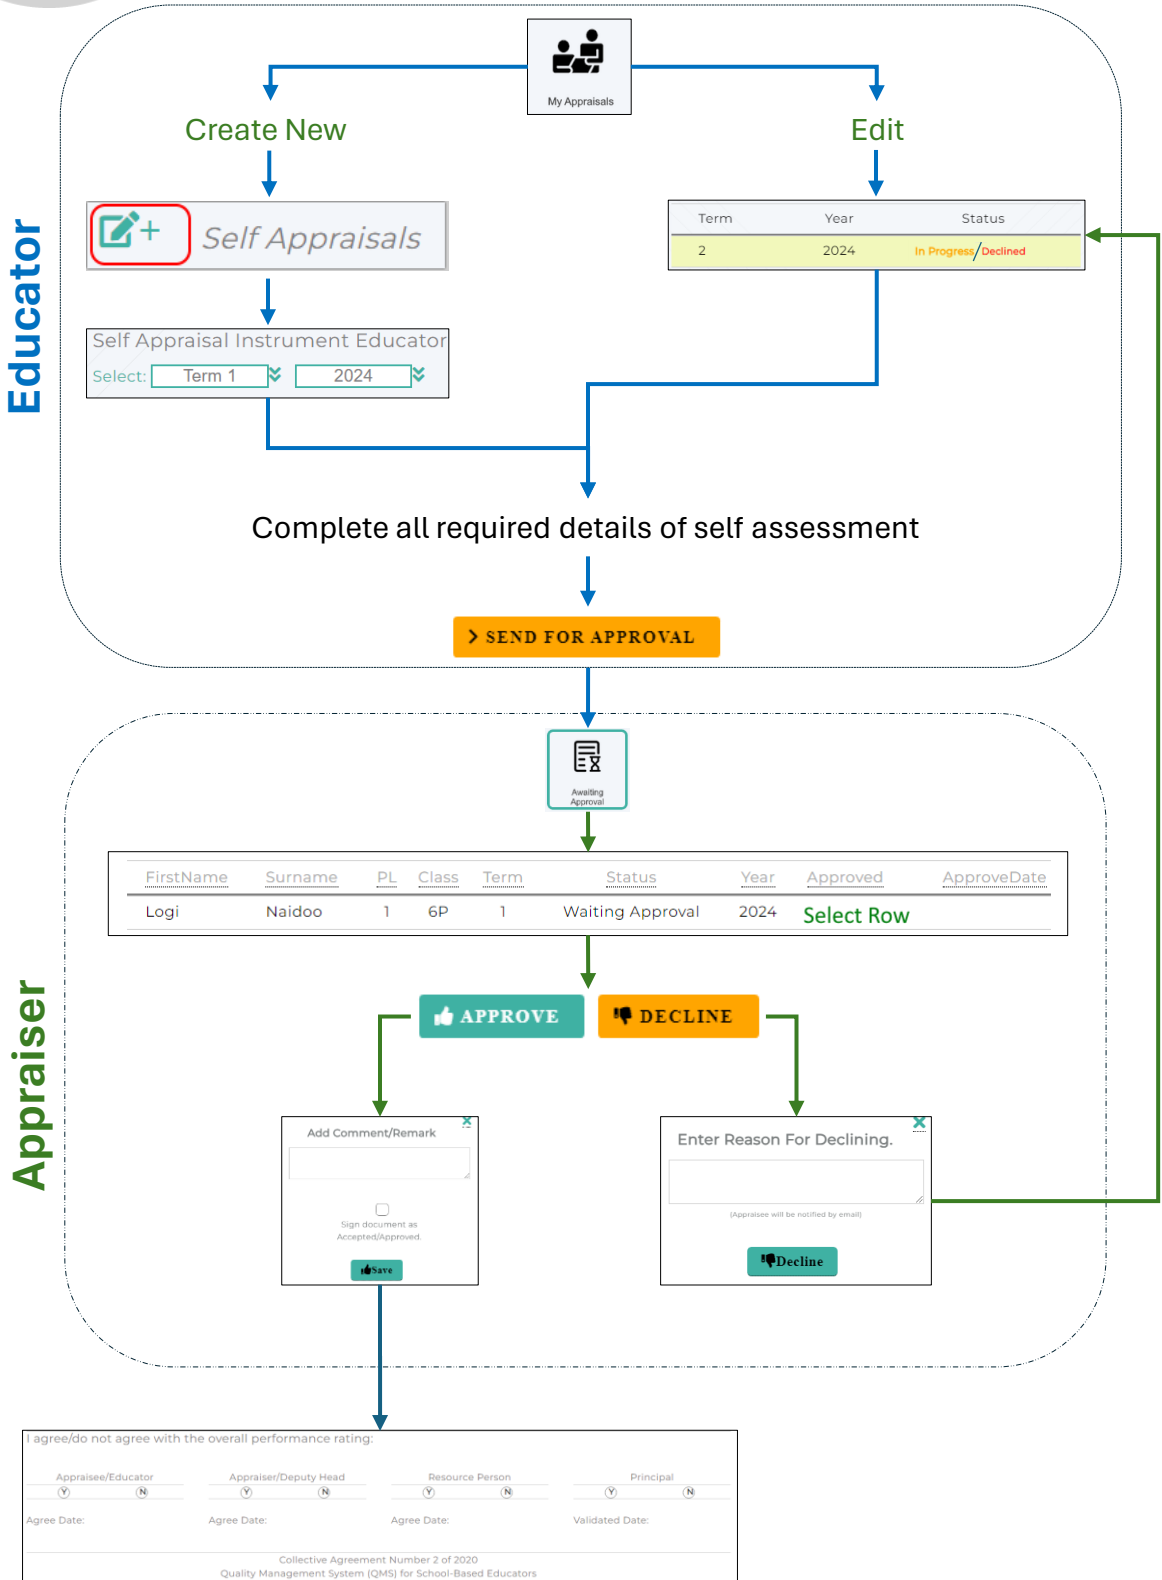 My Appraisals
Create New
Edit
Self Appraisals
Term Year Status
2 2024 In Progress/Declined
Educator
Self Appraisal Instrument Educator
Select: Term 1 2024
Complete all required details of self assessment
SEND FOR APPROVAL
Awaiting
Approval
FirstName Surname PL Class Term Status Year Approved ApproveDate
Logi Naidoo 1 6P 1 Waiting Approval 2024 Select Row
APPROVE DECLINE
Appraiser
Add Comment/Remark
Sign document as
Accepted/Approved.
Save
Enter Reason For Declining.
(Appraisee will be notified by email)
Decline
I agree/do not agree with the overall performance rating:
Appraisee/Educator Appraiser/Deputy Head Resource Person Principal
Y N Y N Y N Y N
Agree Date: Agree Date: Agree Date: Validated Date:
Collective Agreement Number 2 of 2020
Quality Management System (QMS) for School-Based Educators